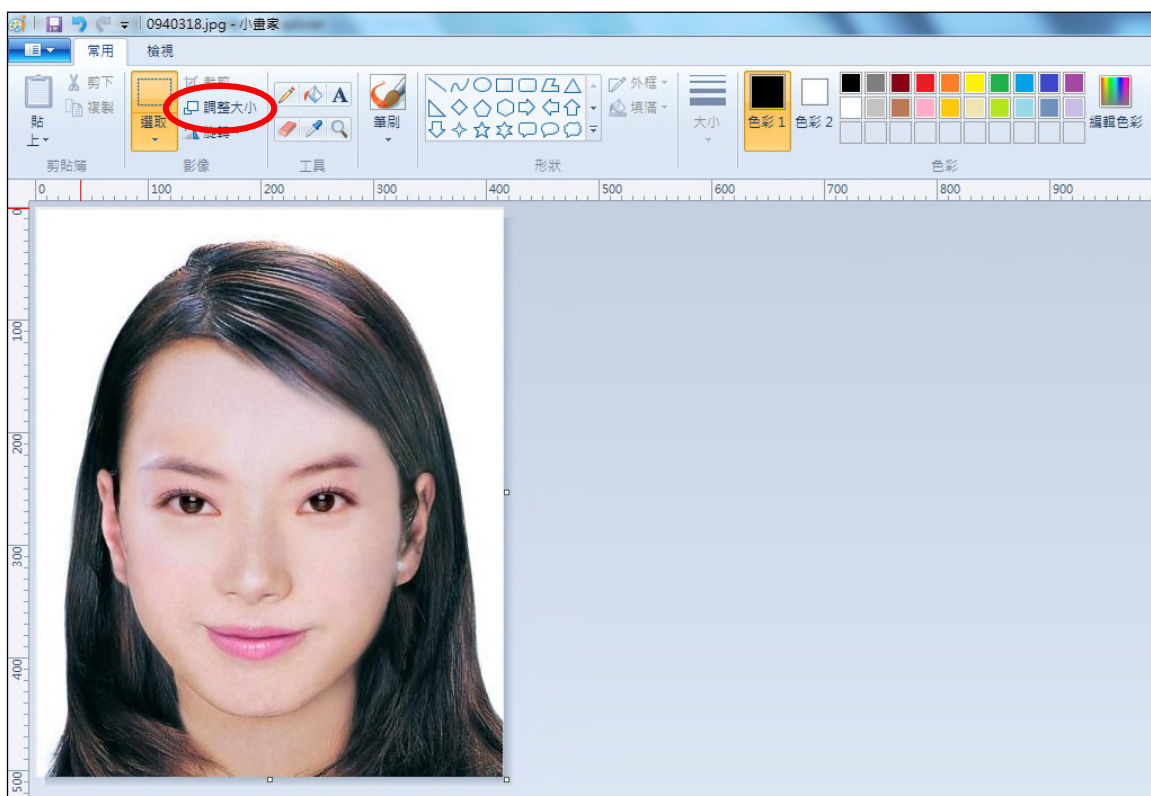 0940318.jpg - 小畫家
常用 檢視
剪下
複製
貼上
選取
裁剪
調整大小
旋轉
A
筆刷
外框
填滿
大小
色彩 1
色彩 2
編輯色彩
剪貼簿 影像 工具 形狀 色彩
0 100 200 300 400 500 600 700 800 900
0
100
200
300
400
500